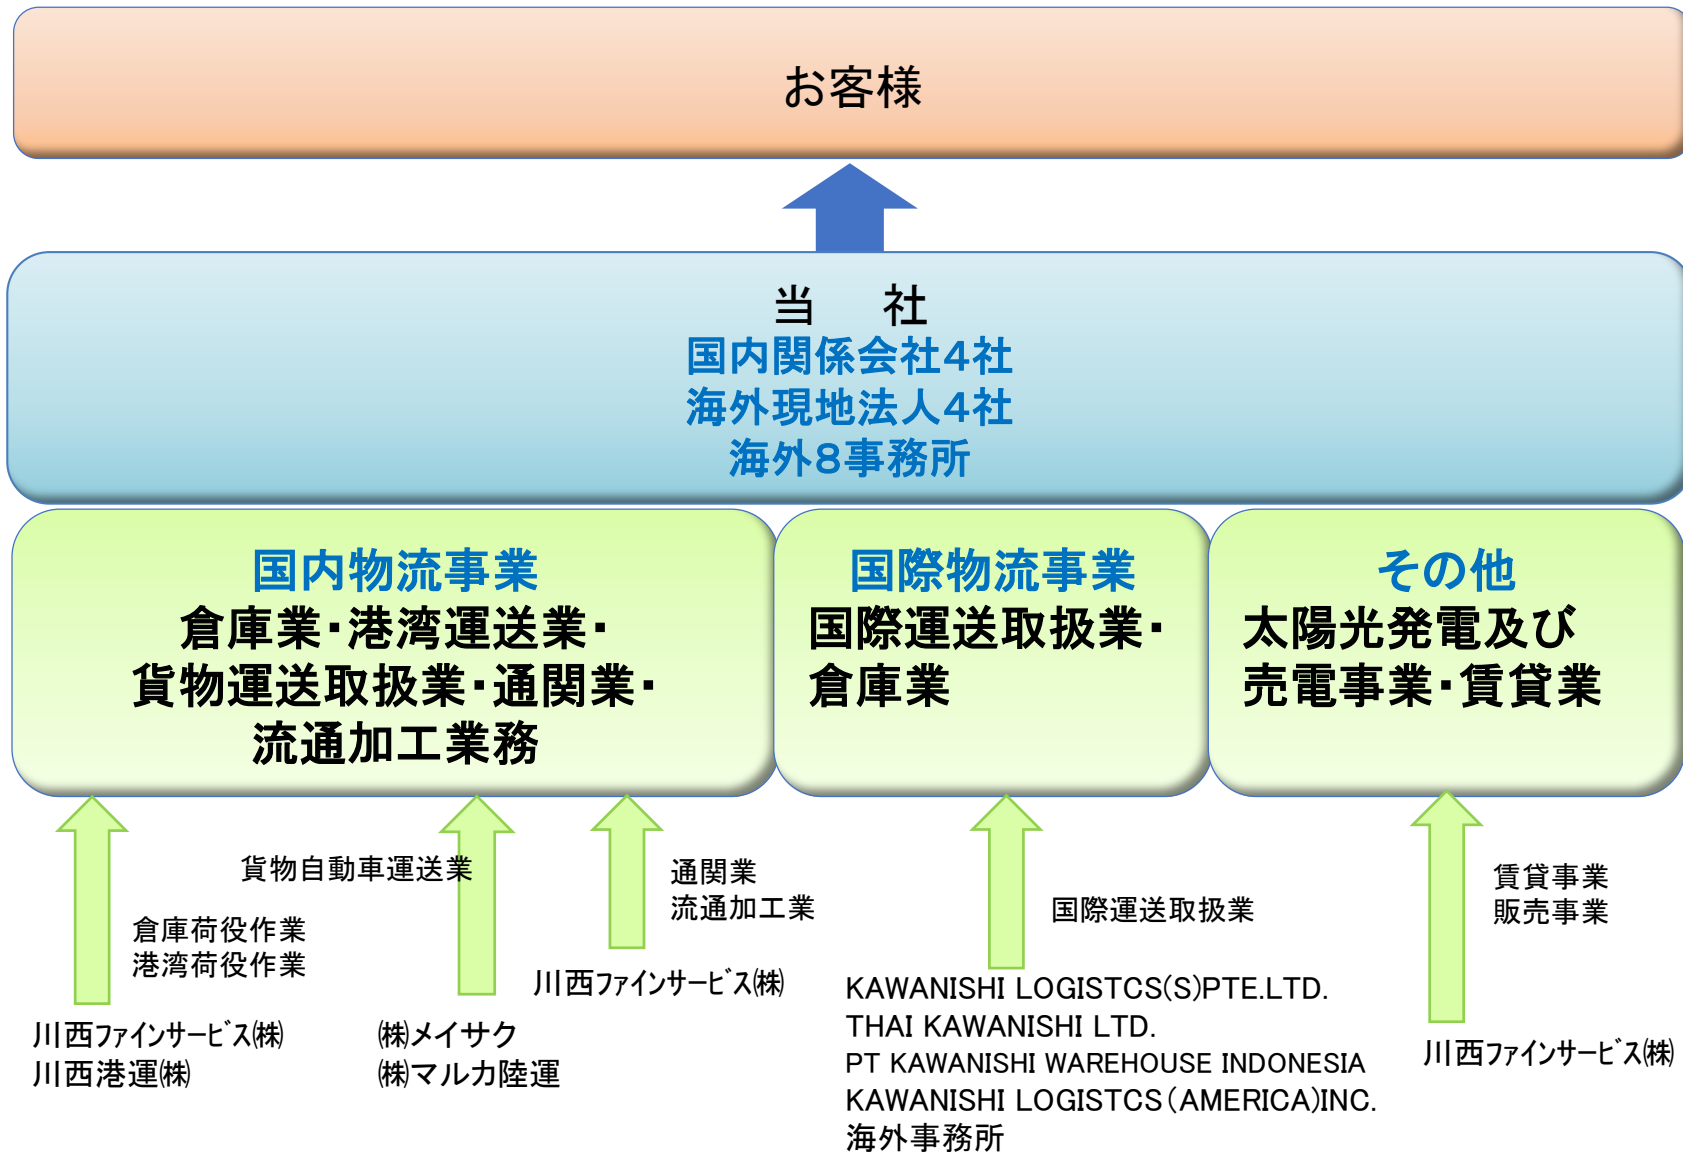 お客様
当　社
国内関係会社４社
海外現地法人４社
海外８事務所
国内物流事業
倉庫業・港湾運送業・
貨物運送取扱業・通関業・
流通加工業務
国際物流事業
国際運送取扱業・
倉庫業
その他
太陽光発電及び
売電事業・賃貸業
倉庫荷役作業
港湾荷役作業
川西ﾌｧｲﾝｻｰﾋﾞｽ㈱
川西港運㈱
貨物自動車運送業
㈱メイサク
㈱マルカ陸運
通関業
流通加工業
川西ﾌｧｲﾝｻｰﾋﾞｽ㈱
国際運送取扱業
KAWANISHI LOGISTCS(S)PTE.LTD.
THAI KAWANISHI LTD.
PT KAWANISHI WAREHOUSE INDONESIA
KAWANISHI LOGISTCS（AMERICA)INC.
海外事務所
賃貸事業
販売事業
川西ﾌｧｲﾝｻｰﾋﾞｽ㈱